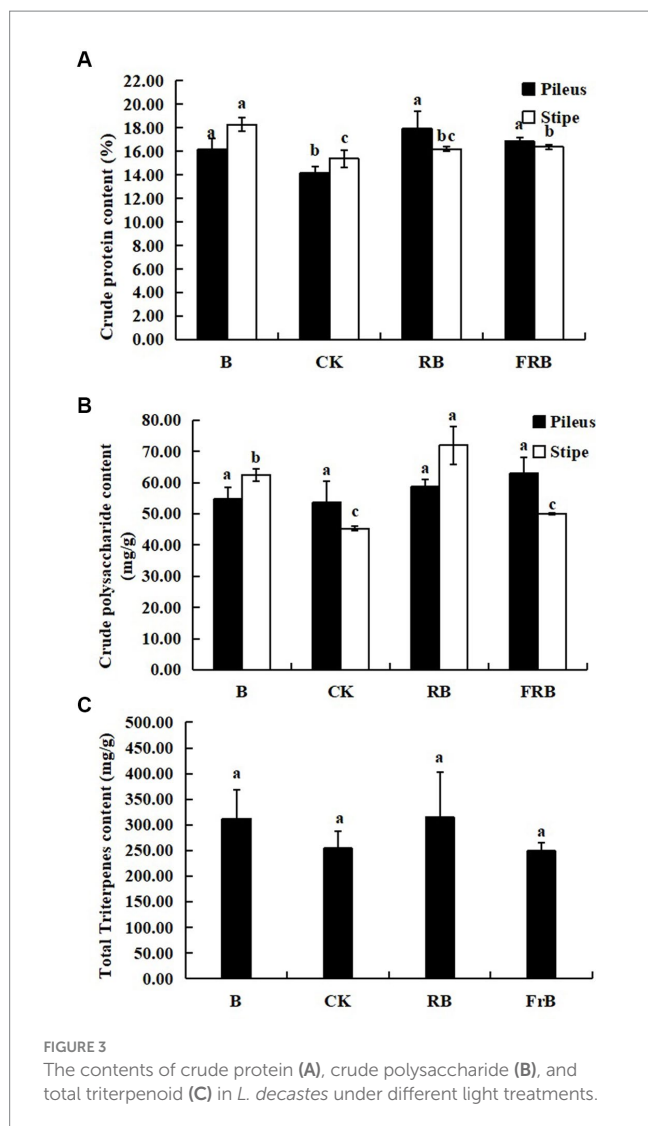 A
22.00
20.00
18.00
16.00
14.00
12.00
10.00
8.00
6.00
4.00
2.00
0.00
Crude protein content (%)
Pileus
Stipe
a
a
b
c
a
bc
a
b
B
CK
RB
FRB
B
80.00
70.00
60.00
50.00
40.00
30.00
20.00
10.00
0.00
Crude polysaccharide content
(mg/g)
Pileus
Stipe
a
b
a
c
a
a
a
c
B
CK
RB
FRB
C
500.00
450.00
400.00
350.00
300.00
250.00
200.00
150.00
100.00
50.00
0.00
Total Triterpenes content (mg/g)
a
a
a
a
B
CK
RB
FrB
FIGURE 3
The contents of crude protein (A), crude polysaccharide (B), and
total triterpenoid (C) in L. decastes under different light treatments.